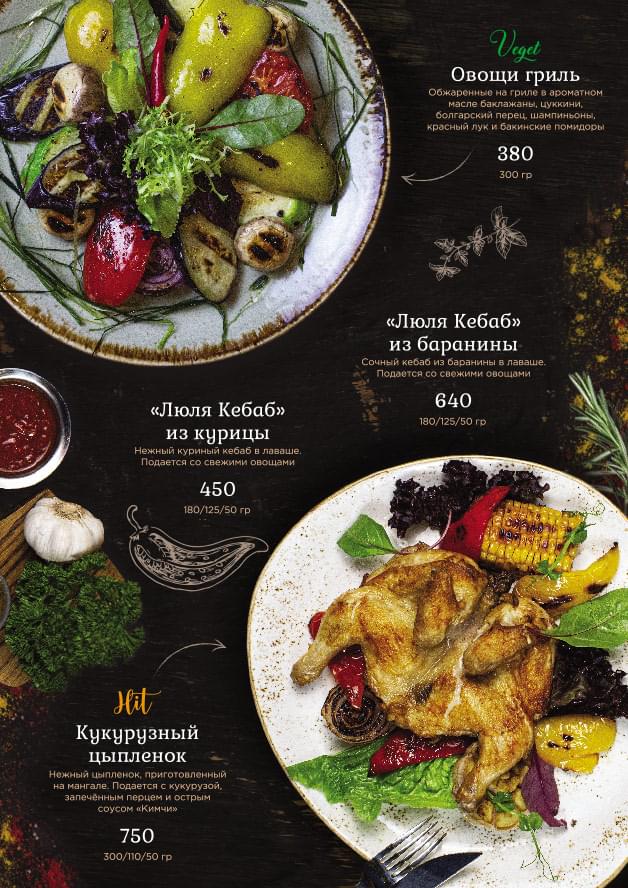 Veget
Овощи гриль
Обжаренные на гриле в ароматном
масле баклажаны, цуккини,
болгарский перец, шампиньоны,
красный лук и бакинские помидоры
380
300 гр
«Люля Кебаб»
из баранины
Сочный кебаб из баранины в лаваше.
Подается со свежими овощами
640
180/125/50 гр
«Люля Кебаб»
из курицы
Нежный куриный кебаб в лаваше.
Подается со свежими овощами
450
180/125/50 гр
Hit
Кукурузный
цыпленок
Нежный цыпленок, приготовленный
на мангале. Подается с кукурузой,
запечённым перцем и острым
соусом «Кимчи»
750
300/110/50 гр